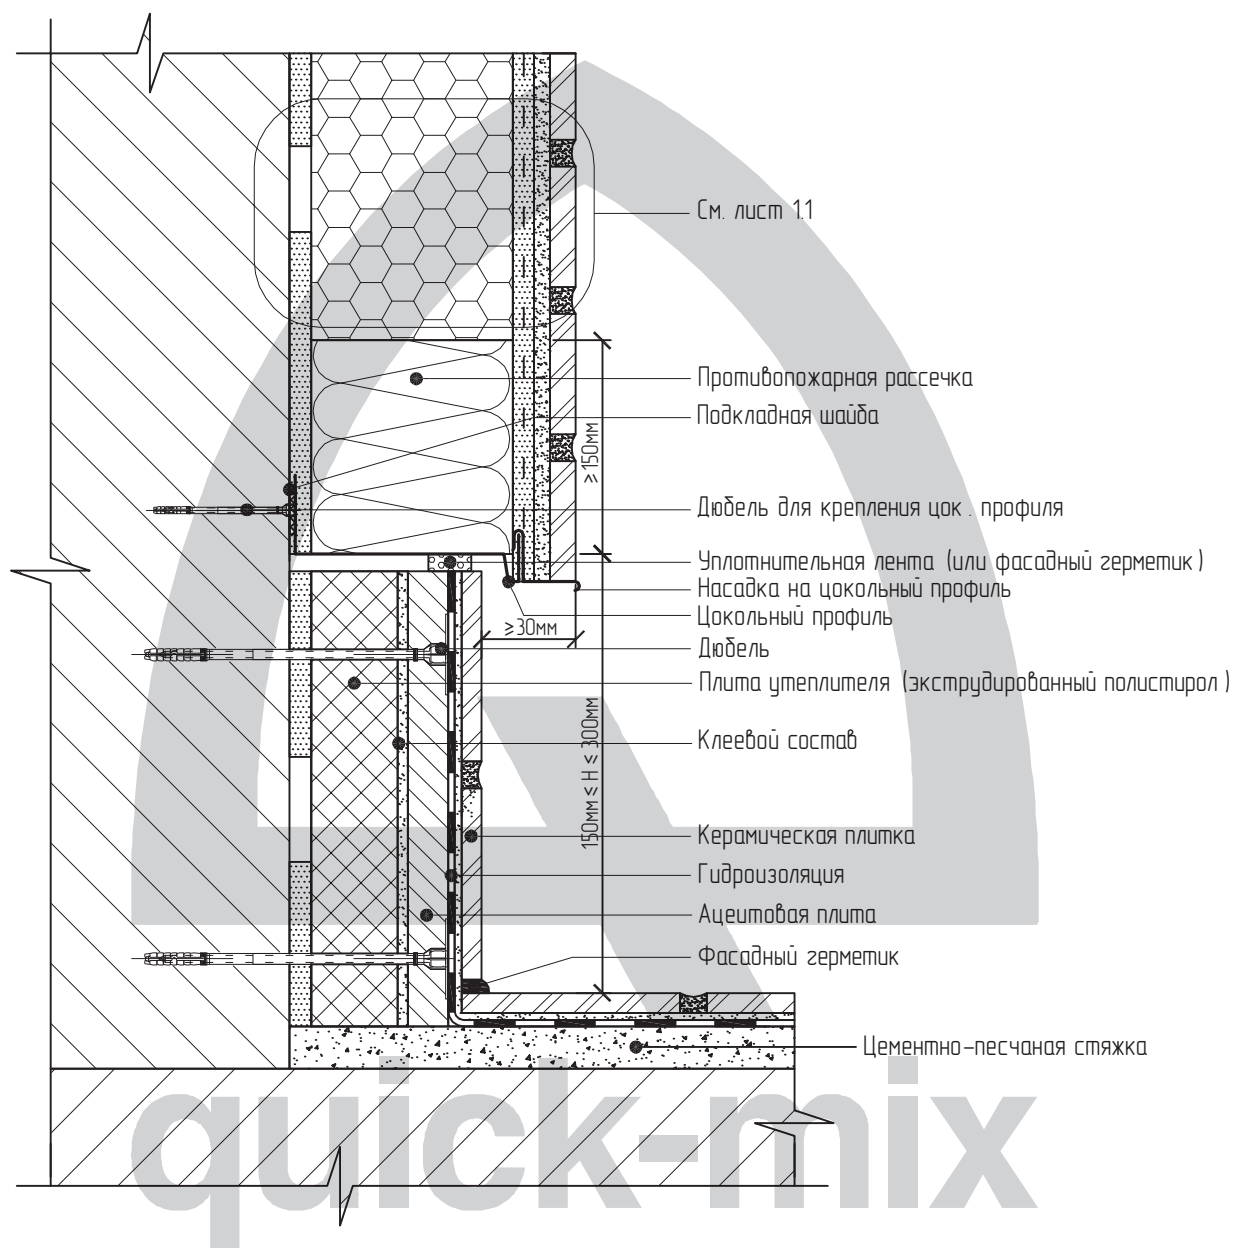 См. лист 1.1
Противопожарная рассечка
Подкладная шайба
≥150мм
Дюбель для крепления цок. профиля
Уплотнительная лента (или фасадный герметик)
Насадка на цокольный профиль
Цокольный профиль
≥30мм
Дюбель
Плита утеплителя (экструдированный полистирол)
150мм ≤ Н ≤ 300мм
Клеевой состав
Керамическая плитка
Гидроизоляция
Ацеитовая плита
Фасадный герметик
Цементно-песчаная стяжка
quick-mix